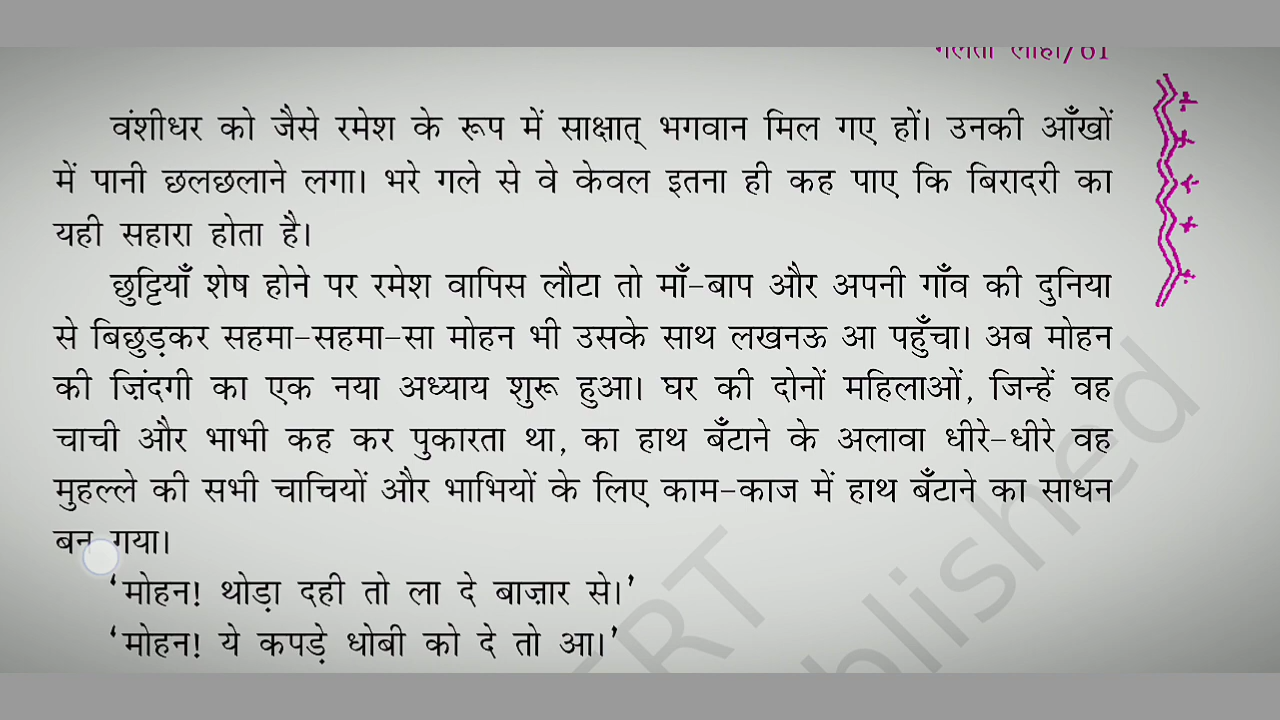 गलता लोहा/61
वंशीधर को जैसे रमेश के रूप में साक्षात् भगवान मिल गए हों। उनकी आँखों
में पानी छलछलाने लगा। भरे गले से वे केवल इतना ही कह पाए कि बिरादरी का
यही सहारा होता है।
छुट्टियाँ शेष होने पर रमेश वापिस लौटा तो माँ-बाप और अपनी गाँव की दुनिया
से बिछुड़कर सहमा-सहमा-सा मोहन भी उसके साथ लखनऊ आ पहुँचा। अब मोहन
की ज़िंदगी का एक नया अध्याय शुरू हुआ। घर की दोनों महिलाओं, जिन्हें वह
चाची और भाभी कह कर पुकारता था, का हाथ बँटाने के अलावा धीरे-धीरे वह
मुहल्ले की सभी चाचियों और भाभियों के लिए काम-काज में हाथ बँटाने का साधन
बन गया।
‘मोहन! थोड़ा दही तो ला दे बाज़ार से।’
‘मोहन! ये कपड़े धोबी को दे तो आ।’